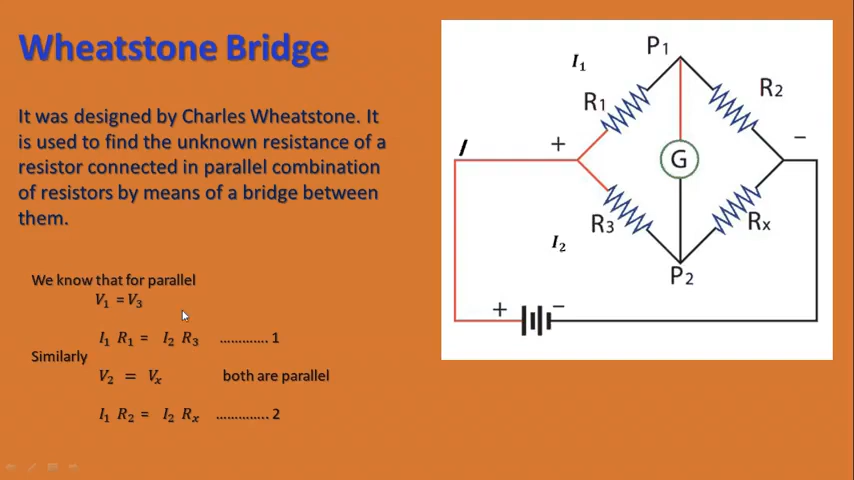 Wheatstone Bridge
It was designed by Charles Wheatstone. It
is used to find the unknown resistance of a
resistor connected in parallel combination
of resistors by means of a bridge between
them.
We know that for parallel
V₁ = V₃
I₁ R₁ = I₂ R₃ …………. 1
Similarly
V₂ = Vₓ both are parallel
I₁ R₂ = I₂ Rₓ ………….. 2
P₁
I₁
R₁
R₂
I
+
−
G
R₃
Rx
I₂
P₂
+
−